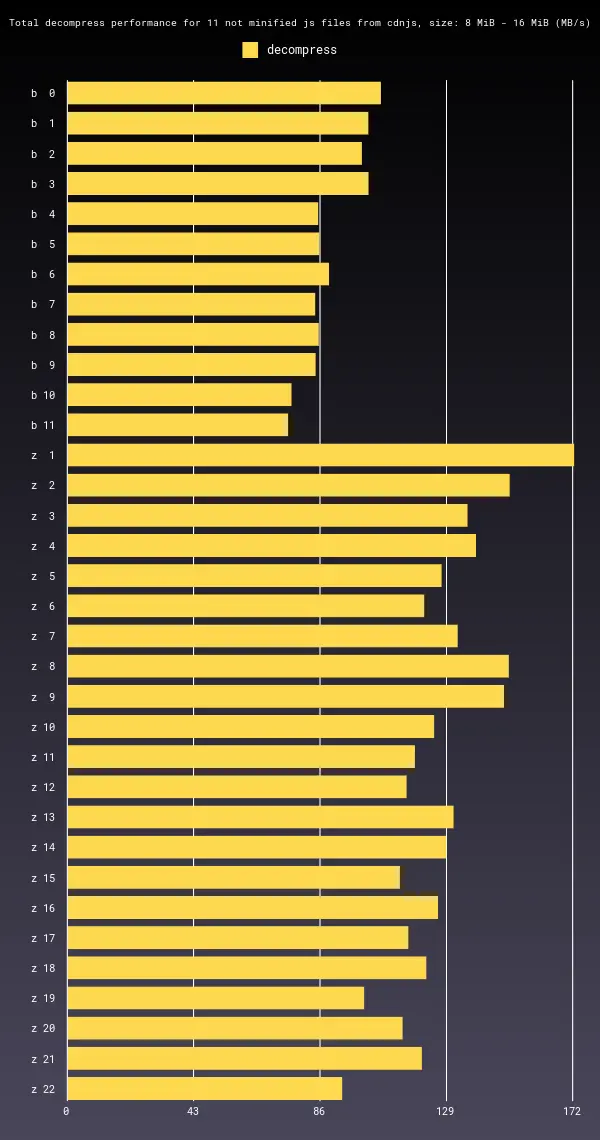 Total decompress performance for 11 not minified js files from cdnjs, size: 8 MiB - 16 MiB (MB/s)
decompress
b 0
b 1
b 2
b 3
b 4
b 5
b 6
b 7
b 8
b 9
b 10
b 11
z 1
z 2
z 3
z 4
z 5
z 6
z 7
z 8
z 9
z 10
z 11
z 12
z 13
z 14
z 15
z 16
z 17
z 18
z 19
z 20
z 21
z 22
0 43 86 129 172